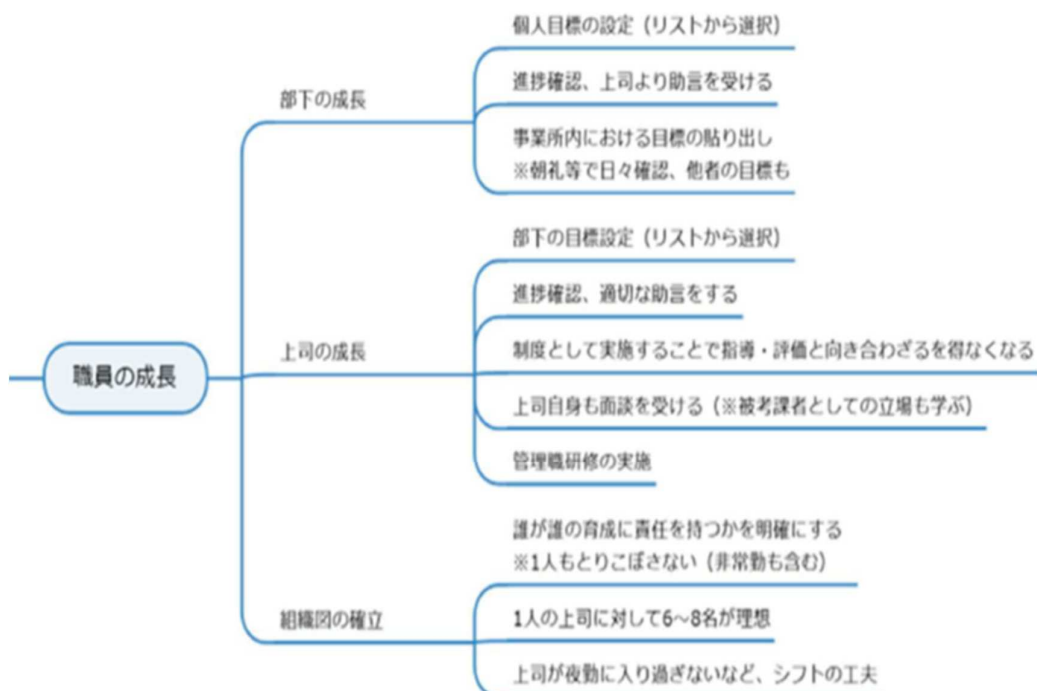 職員の成長
部下の成長
個人目標の設定（リストから選択）
進捗確認、上司より助言を受ける
事業所内における目標の貼り出し
※朝礼等で日々確認、他者の目標も
上司の成長
部下の目標設定（リストから選択）
進捗確認、適切な助言をする
制度として実施することで指導・評価と向き合わざるを得なくなる
上司自身も面談を受ける（※被考課者としての立場も学ぶ）
管理職研修の実施
組織図の確立
誰が誰の育成に責任を持つかを明確にする
※1人もとりこぼさない（非常勤も含む）
1人の上司に対して6～8名が理想
上司が夜勤に入り過ぎないなど、シフトの工夫